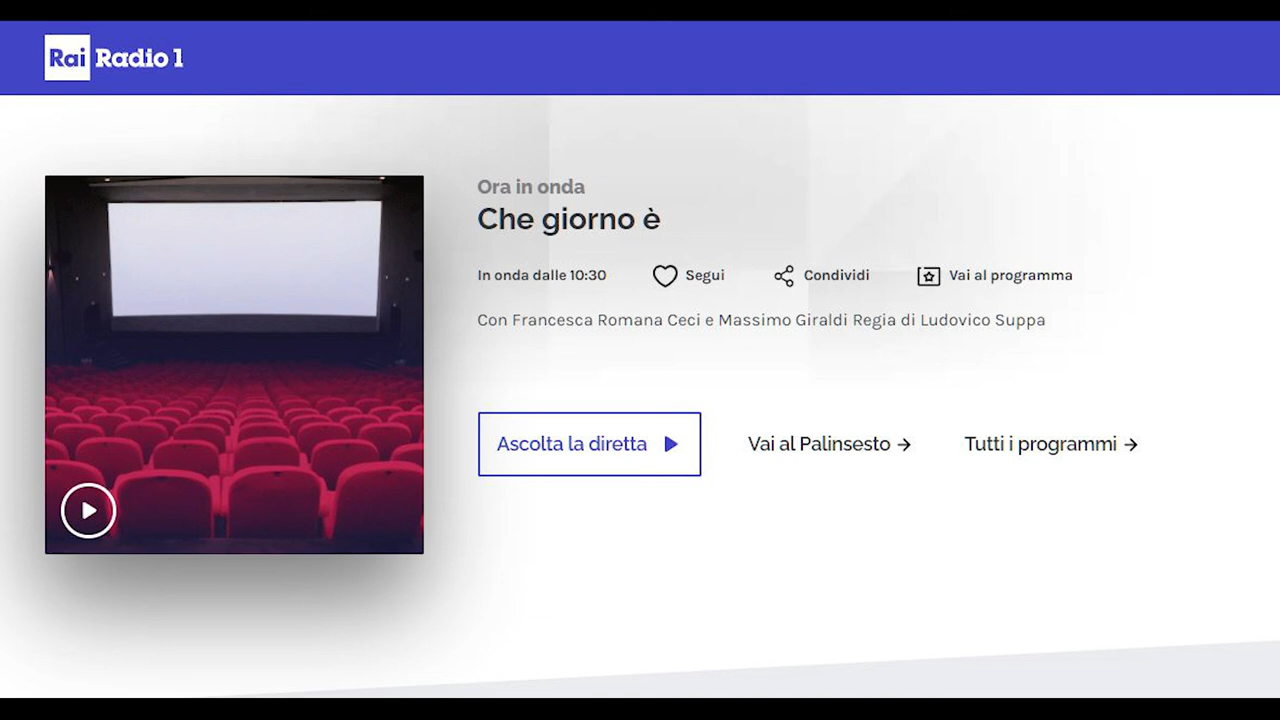 Rai Radio 1
Ora in onda
Che giorno è
In onda dalle 10:30 Segui Condividi Vai al programma
Con Francesca Romana Ceci e Massimo Giraldi Regia di Ludovico Suppa
Ascolta la diretta Vai al Palinsesto → Tutti i programmi →